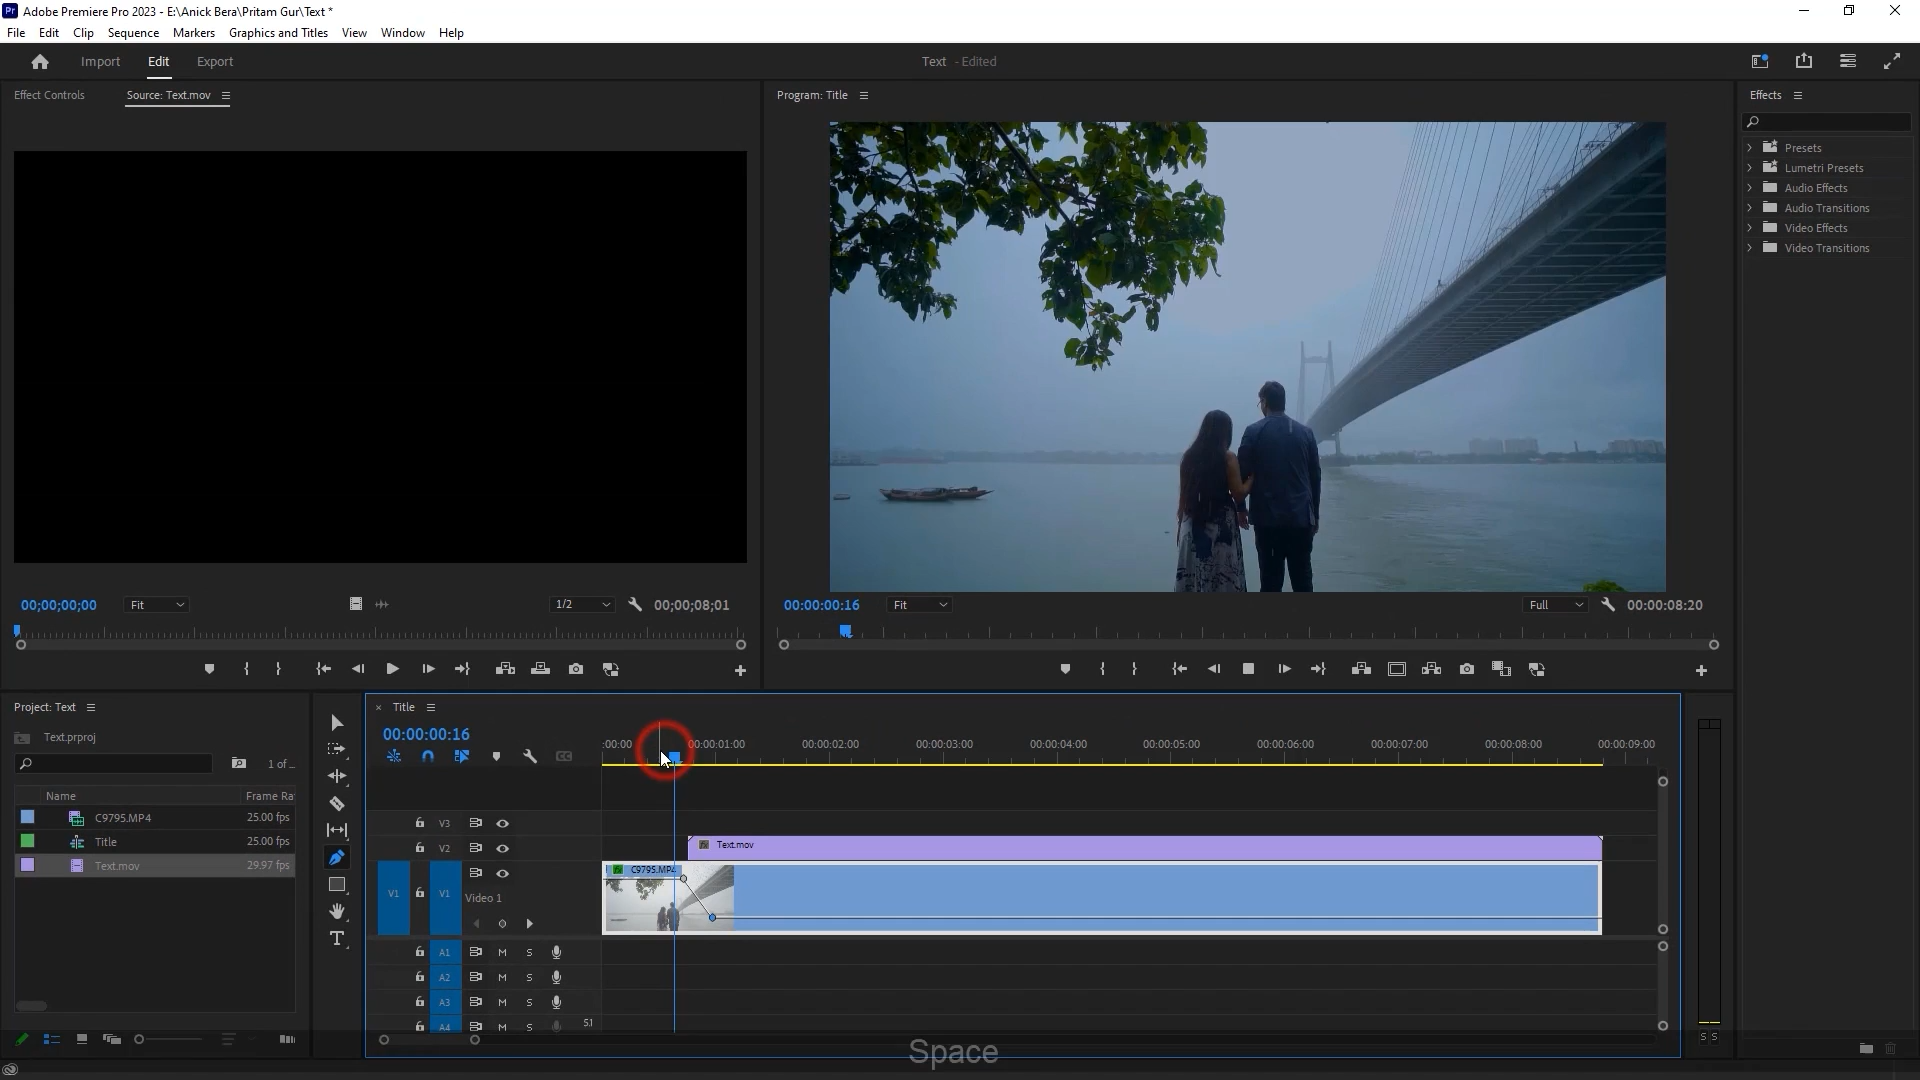 Pr Adobe Premiere Pro 2023 - E:\Anick Bera\Pritam Gur\Text *
File Edit Clip Sequence Markers Graphics and Titles View Window Help
Import Edit Export Text - Edited
Effect Controls Source: Text.mov Program: Title Effects
Presets
Lumetri Presets
Audio Effects
Audio Transitions
Video Effects
Video Transitions
00;00;00;00 Fit 1/2 00;00;08;01 00:00:00:16 Fit Full 00:00:08:20
Project: Text
Text.prproj
1 of ...
Name Frame Ra
C9795.MP4 25.00 fps
Title 25.00 fps
Text.mov 29.97 fps
T
× Title
00:00:00:16
CC
:00:00 00:00:01:00 00:00:02:00 00:00:03:00 00:00:04:00 00:00:05:00 00:00:06:00 00:00:07:00 00:00:08:00 00:00:09:00
V3
V2 Text.mov
fx C9795.MP4
V1 V1 Video 1
A1 M S
A2 M S
A3 M S
A4 M S 5.1
S S
Space